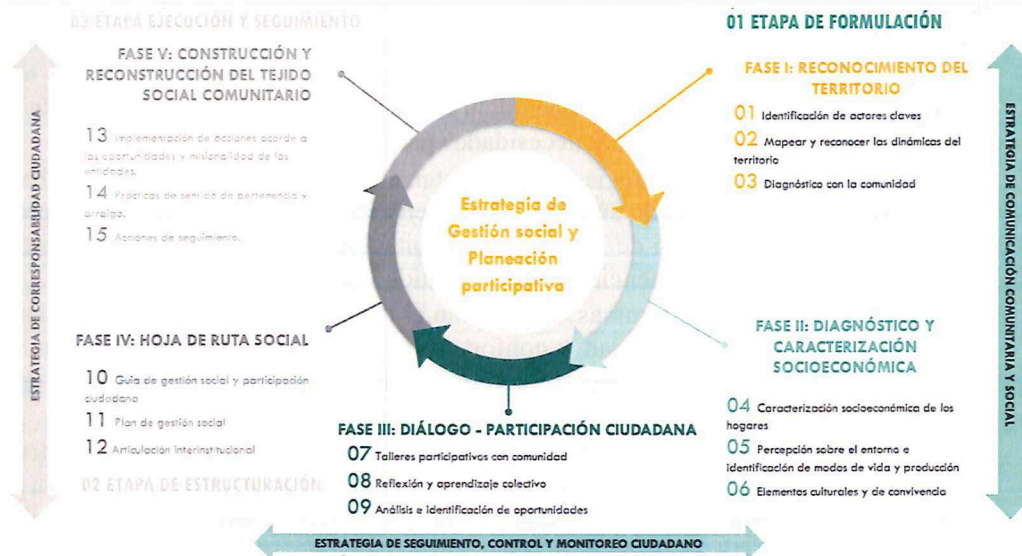 03 ETAPA EJECUCIÓN Y SEGUIMIENTO
FASE V: CONSTRUCCIÓN Y
RECONSTRUCCIÓN DEL TEJIDO
SOCIAL COMUNITARIO
13 Implementación de acciones acorde a
las oportunidades y misionalidad de las
entidades.
14 Prácticas de sentido de pertenencia y
arraigo.
15 Acciones de seguimiento.
ESTRATEGIA DE CORRESPONSABILIDAD CIUDADANA
FASE IV: HOJA DE RUTA SOCIAL
10 Guía de gestión social y participación
ciudadana
11 Plan de gestión social
12 Articulación interinstitucional
02 ETAPA DE ESTRUCTURACIÓN
Estrategia de
Gestión social y
Planeación
participativa
01 ETAPA DE FORMULACIÓN
FASE I: RECONOCIMIENTO DEL
TERRITORIO
01 Identificación de actores claves
02 Mapear y reconocer las dinámicas del
territorio
03 Diagnóstico con la comunidad
ESTRATEGIA DE COMUNICACIÓN COMUNITARIA Y SOCIAL
FASE II: DIAGNÓSTICO Y
CARACTERIZACIÓN
SOCIOECONÓMICA
04 Caracterización socioeconómica de los
hogares
05 Percepción sobre el entorno e
identificación de modos de vida y producción
06 Elementos culturales y de convivencia
FASE III: DIÁLOGO - PARTICIPACIÓN CIUDADANA
07 Talleres participativos con comunidad
08 Reflexión y aprendizaje colectivo
09 Análisis e identificación de oportunidades
ESTRATEGIA DE SEGUIMIENTO, CONTROL Y MONITOREO CIUDADANO